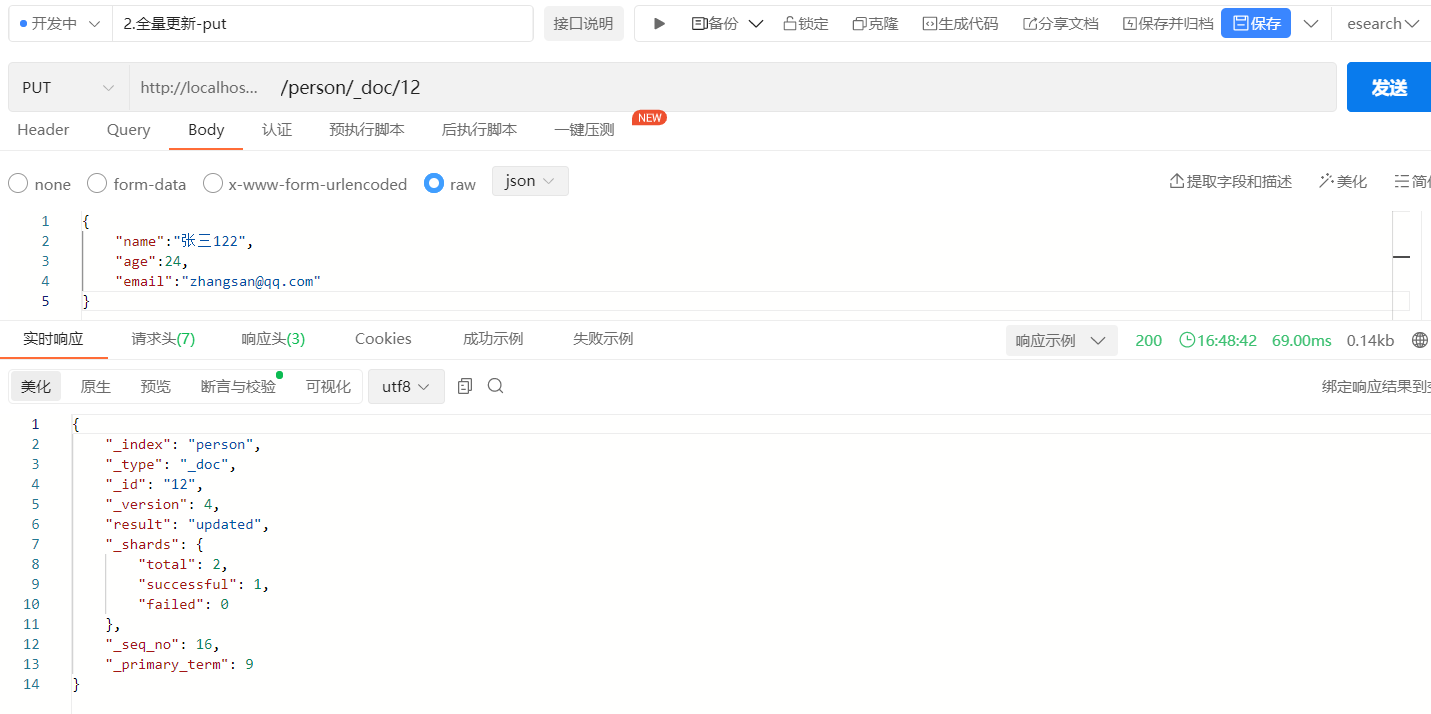 开发中 2.全量更新-put 接口说明 备份 锁定 克隆 生成代码 分享文档 保存并归档 保存 esearch
PUT http://localhos... /person/_doc/12 发送
Header Query Body 认证 预执行脚本 后执行脚本 一键压测 NEW
none form-data x-www-form-urlencoded raw json 提取字段和描述 美化
1 {
2 "name":"张三122",
3 "age":24,
4 "email":"zhangsan@qq.com"
5 }
实时响应 请求头(7) 响应头(3) Cookies 成功示例 失败示例 响应示例 200 16:48:42 69.00ms 0.14kb
美化 原生 预览 断言与校验 可视化 utf8 绑定响应结果到
1 {
2 "_index": "person",
3 "_type": "_doc",
4 "_id": "12",
5 "_version": 4,
6 "result": "updated",
7 "_shards": {
8 "total": 2,
9 "successful": 1,
10 "failed": 0
11 },
12 "_seq_no": 16,
13 "_primary_term": 9
14 }